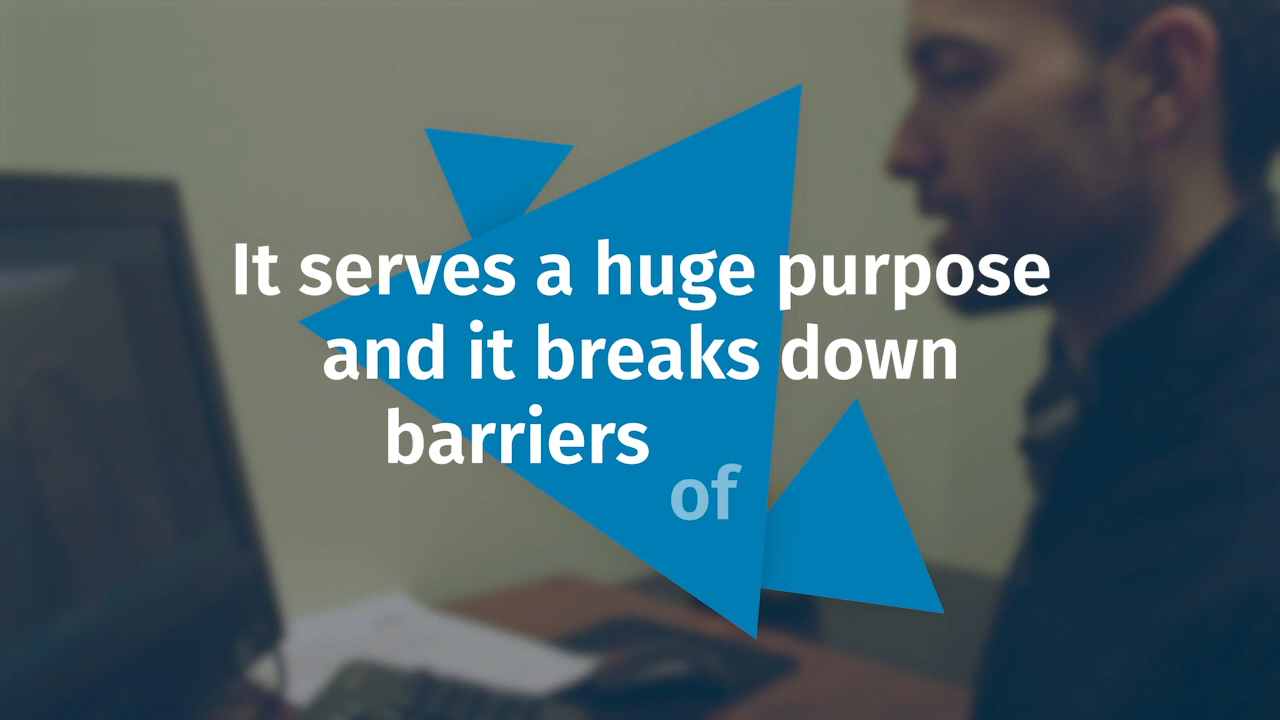 It serves a huge purpose
and it breaks down
barriers of